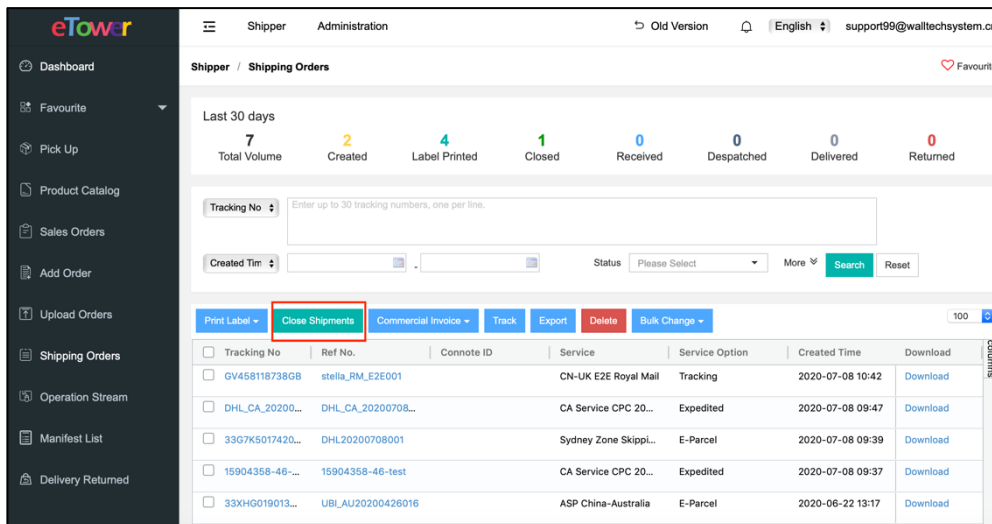 eTower
Shipper Administration Old Version English support99@walltechsystem.cn
Dashboard
Favourite
Pick Up
Product Catalog
Sales Orders
Add Order
Upload Orders
Shipping Orders
Operation Stream
Manifest List
Delivery Returned
Shipper / Shipping Orders Favourit
Last 30 days
7 2 4 1 0 0 0 0
Total Volume Created Label Printed Closed Received Despatched Delivered Returned
Tracking No Enter up to 30 tracking numbers, one per line.
Created Tim - Status Please Select More Search Reset
Print Label Close Shipments Commercial Invoice Track Export Delete Bulk Change 100
Tracking No Ref No. Connote ID Service Service Option Created Time Download
columns
GV458118738GB stella_RM_E2E001 CN-UK E2E Royal Mail Tracking 2020-07-08 10:42 Download
DHL_CA_20200... DHL_CA_20200708... CA Service CPC 20... Expedited 2020-07-08 09:47 Download
33G7K5017420... DHL20200708001 Sydney Zone Skippi... E-Parcel 2020-07-08 09:39 Download
15904358-46-... 15904358-46-test CA Service CPC 20... Expedited 2020-07-08 09:37 Download
33XHG019013... UBI_AU20200426016 ASP China-Australia E-Parcel 2020-06-22 13:17 Download